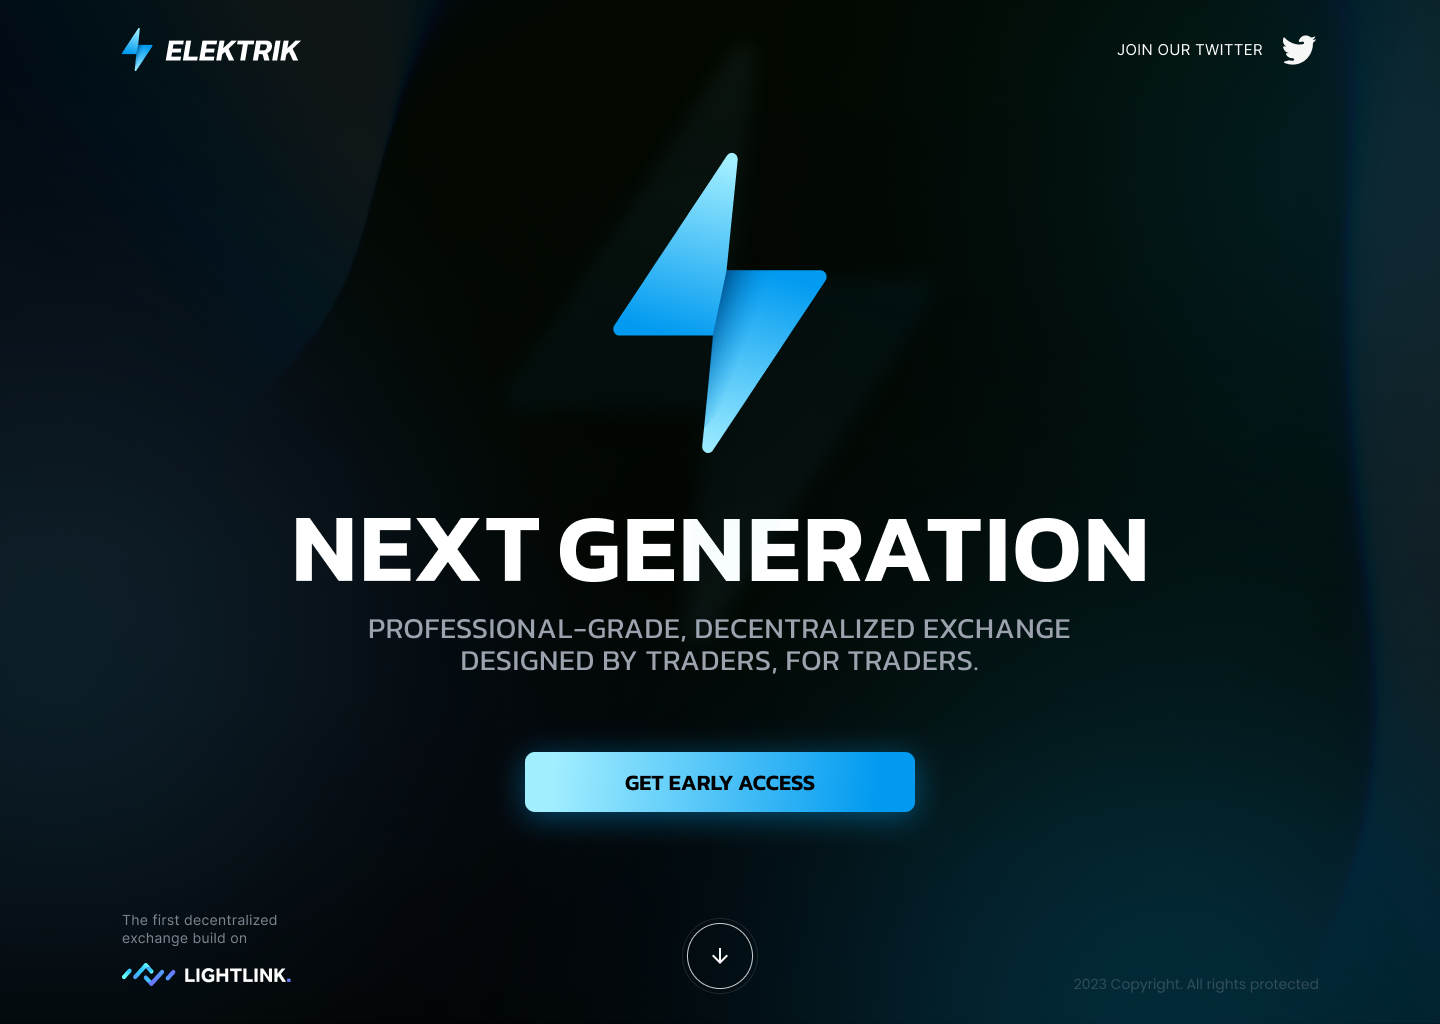 ELEKTRIK
JOIN OUR TWITTER
NEXT GENERATION
PROFESSIONAL-GRADE, DECENTRALIZED EXCHANGE
DESIGNED BY TRADERS, FOR TRADERS.
GET EARLY ACCESS
The first decentralized
exchange build on
LIGHTLINK.
2023 Copyright. All rights protected